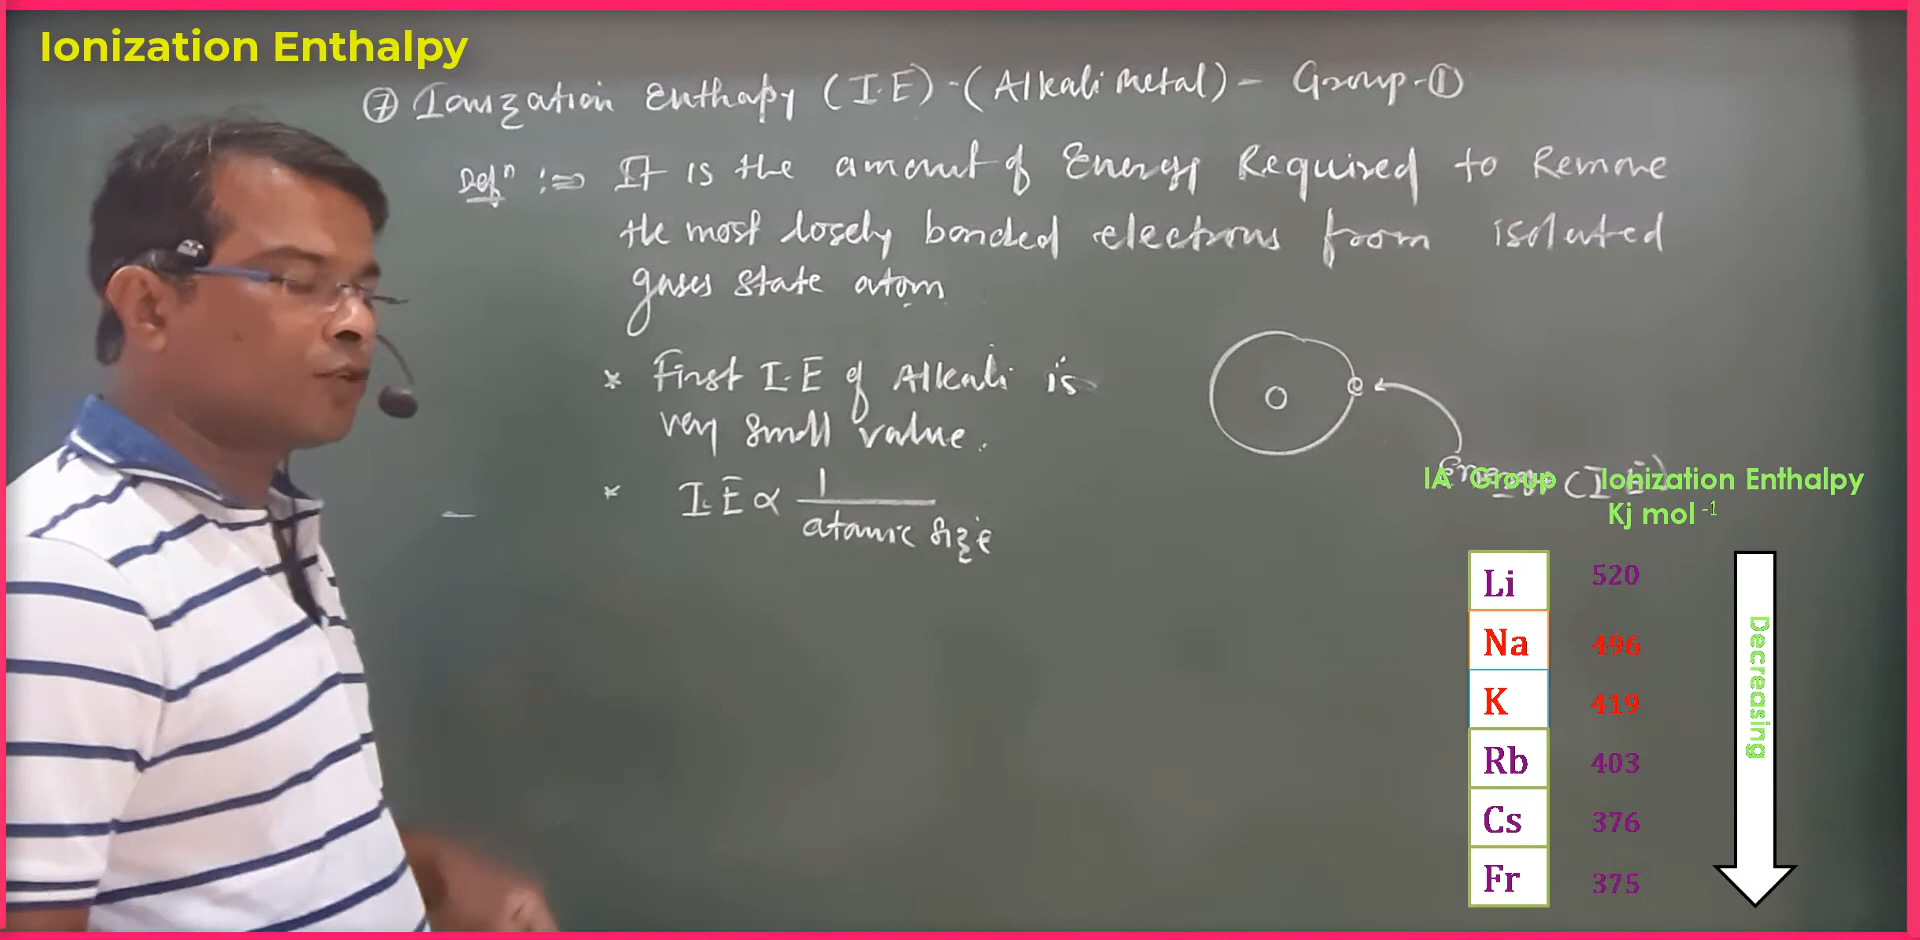 Ionization Enthalpy
⑦ Ionization Enthapy (I.E) - (Alkali Metal) - Group-①
Defⁿ :⇒ It is the amount of Energy Required to Remove
the most losely bonded electrons from isolated
gases state atom
* First I.E of Alkali is
very small value.
* I.E ∝ 1 / atomic size
e
IA Group Ionization Enthalpy
Kj mol -1
Li 520
Na 496
K 419
Rb 403
Cs 376
Fr 375
Decreasing